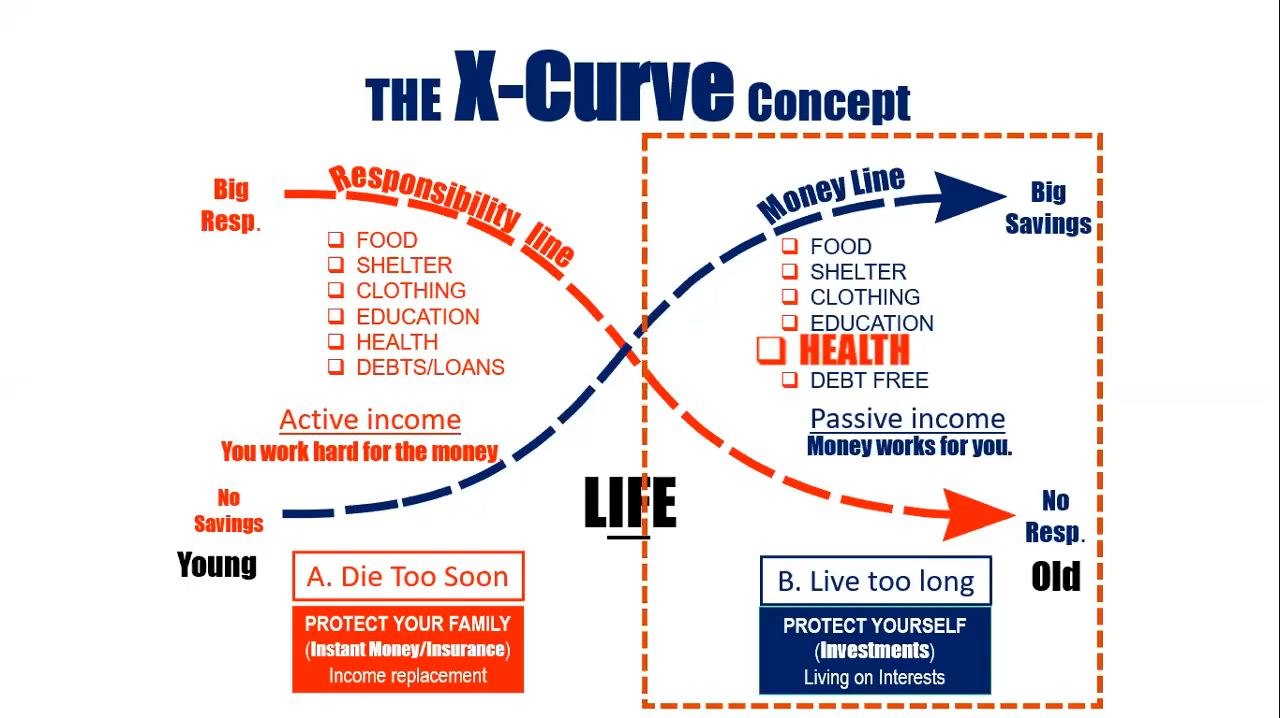 THE X-Curve Concept
Big
Resp.
Responsibility line
❑ FOOD
❑ SHELTER
❑ CLOTHING
❑ EDUCATION
❑ HEALTH
❑ DEBTS/LOANS
Active income
You work hard for the money
No
Savings
Young
Money Line
Big
Savings
❑ FOOD
❑ SHELTER
❑ CLOTHING
❑ EDUCATION
❑ HEALTH
❑ DEBT FREE
Passive income
Money works for you.
No
Resp.
Old
LIFE
A. Die Too Soon
PROTECT YOUR FAMILY
(Instant Money/Insurance)
Income replacement
B. Live too long
PROTECT YOURSELF
(Investments)
Living on Interests